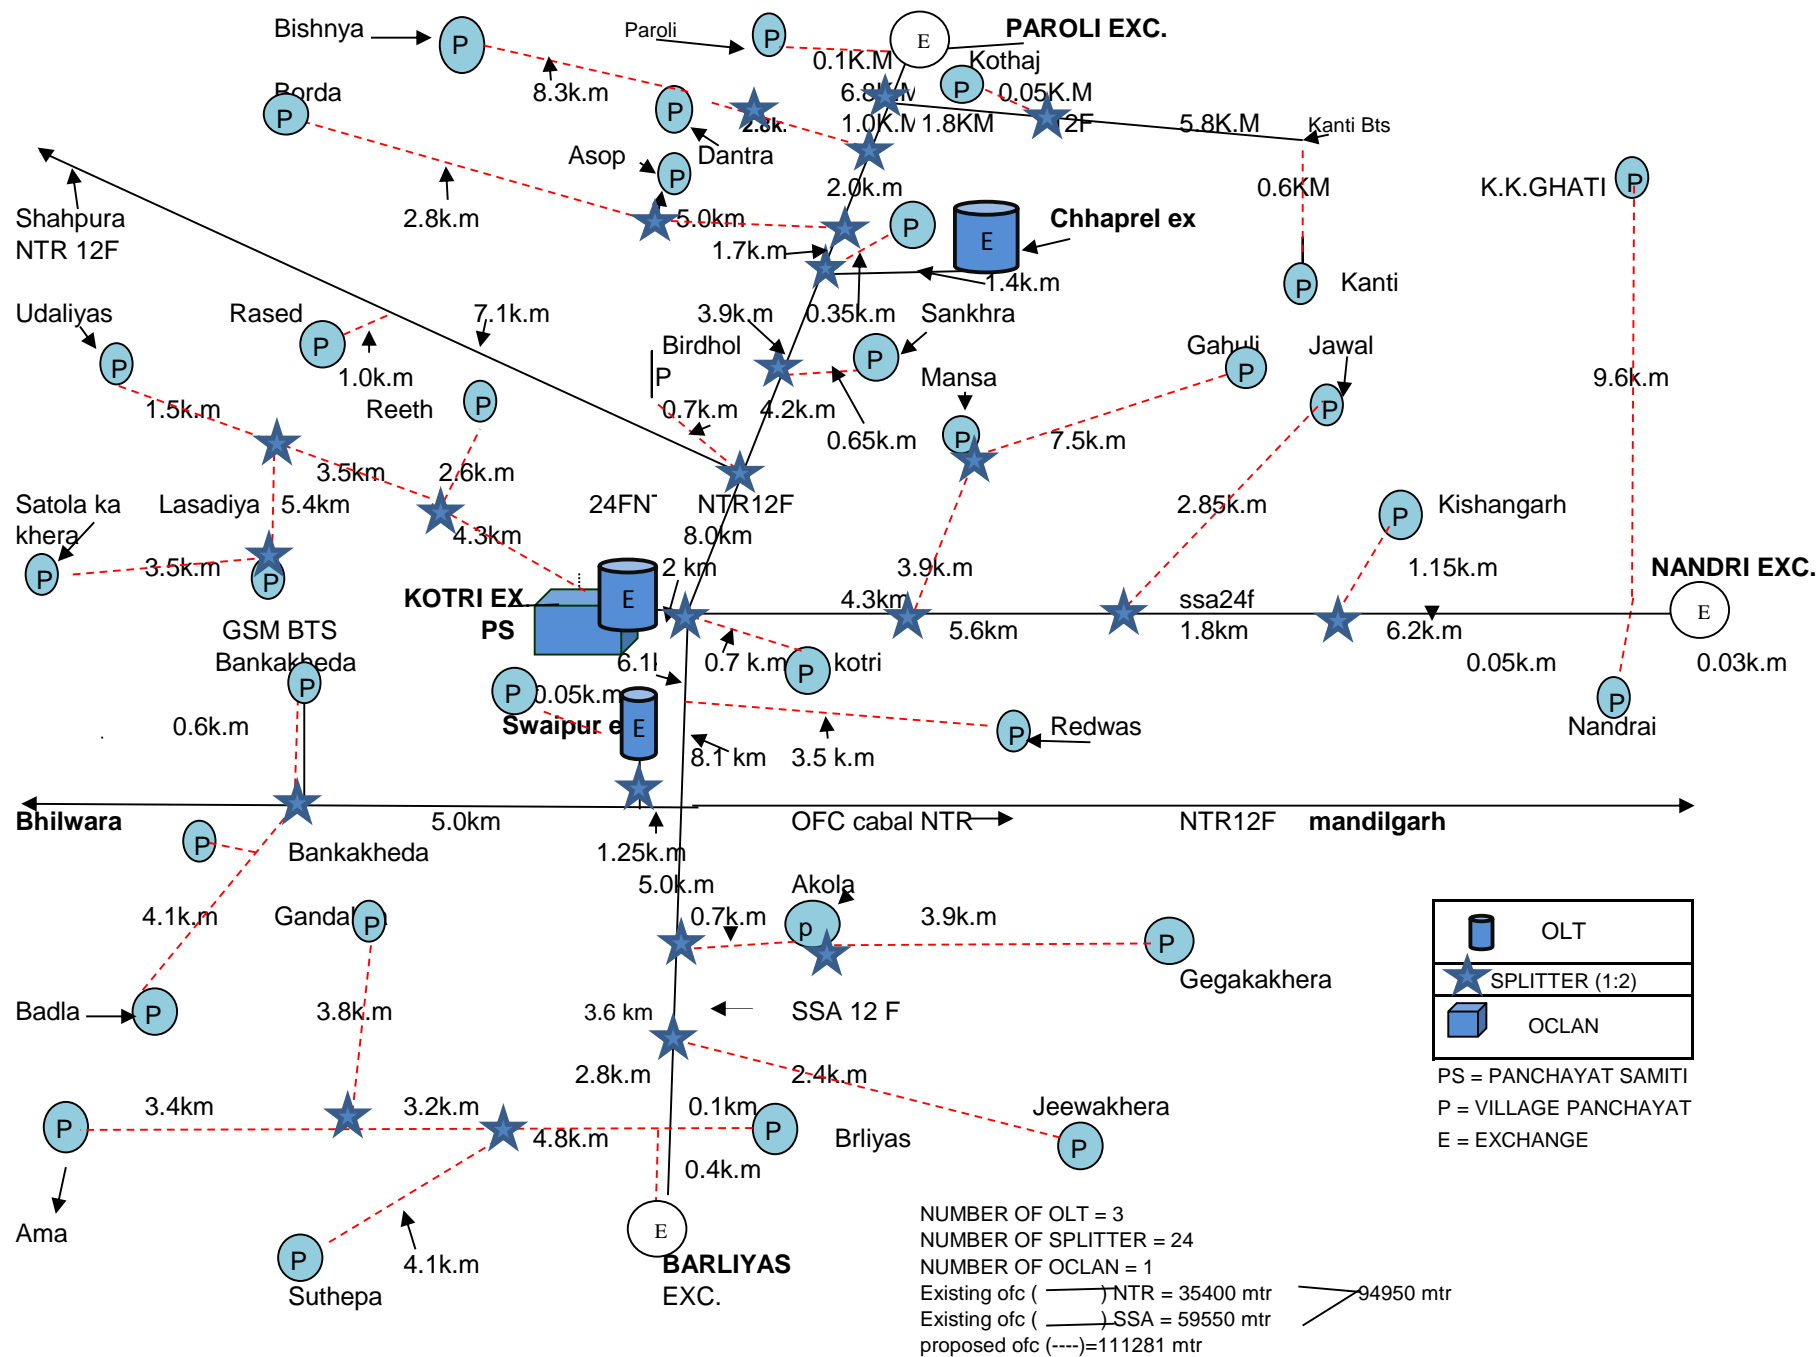 Bishnya
P
Paroli
P
E
PAROLI EXC.
0.1K.M
Kothaj
Borda
8.3k.m
P
6.8K.M
P
0.05K.M
P
2.8k.
1.0K.M
1.8KM
12F
5.8K.M
Kanti Bts
Asop
P
Dantra
2.0k.m
0.6KM
K.K.GHATI
P
Shahpura
NTR 12F
2.8k.m
5.0km
P
E
Chhaprel ex
1.7k.m
1.4k.m
P
Kanti
Udaliyas
Rased
7.1k.m
3.9k.m
0.35k.m
Sankhra
P
P
Birdhol
P
P
Gahuli
P
Jawal
1.0k.m
Reeth
P
Mansa
P
9.6k.m
1.5k.m
0.7k.m
4.2k.m
0.65k.m
P
7.5k.m
3.5km
2.6k.m
Satola ka
khera
Lasadiya
5.4km
24FNT
NTR12F
2.85k.m
P
Kishangarh
4.3km
8.0km
P
3.5k.m
P
2 km
3.9k.m
1.15k.m
NANDRI EXC.
KOTRI EX.
PS
E
4.3km
ssa24f
E
GSM BTS
Bankakheda
5.6km
1.8km
6.2k.m
P
6.1
0.7 k.m
P
kotri
0.05k.m
0.03k.m
P
0.05k.m
0.6k.m
Swaipur e
E
P
Redwas
P
Nandrai
8.1 km
3.5 k.m
Bhilwara
5.0km
OFC cabal NTR
NTR12F
mandilgarh
P
Bankakheda
1.25k.m
5.0k.m
Akola
4.1k.m
P
0.7k.m
p
3.9k.m
P
Gegakakhera
OLT
SPLITTER (1:2)
OCLAN
PS = PANCHAYAT SAMITI
P = VILLAGE PANCHAYAT
E = EXCHANGE
Badla
P
3.8k.m
3.6 km
SSA 12 F
2.8k.m
2.4k.m
P
3.4km
3.2k.m
4.8k.m
0.1km
P
Brliyas
Jeewakhera
P
0.4k.m
Ama
P
Suthepa
4.1k.m
E
BARLIYAS
EXC.
NUMBER OF OLT = 3
NUMBER OF SPLITTER = 24
NUMBER OF OCLAN = 1
Existing ofc ( ) NTR = 35400 mtr
94950 mtr
Existing ofc ( ) SSA = 59550 mtr
proposed ofc (----)=111281 mtr